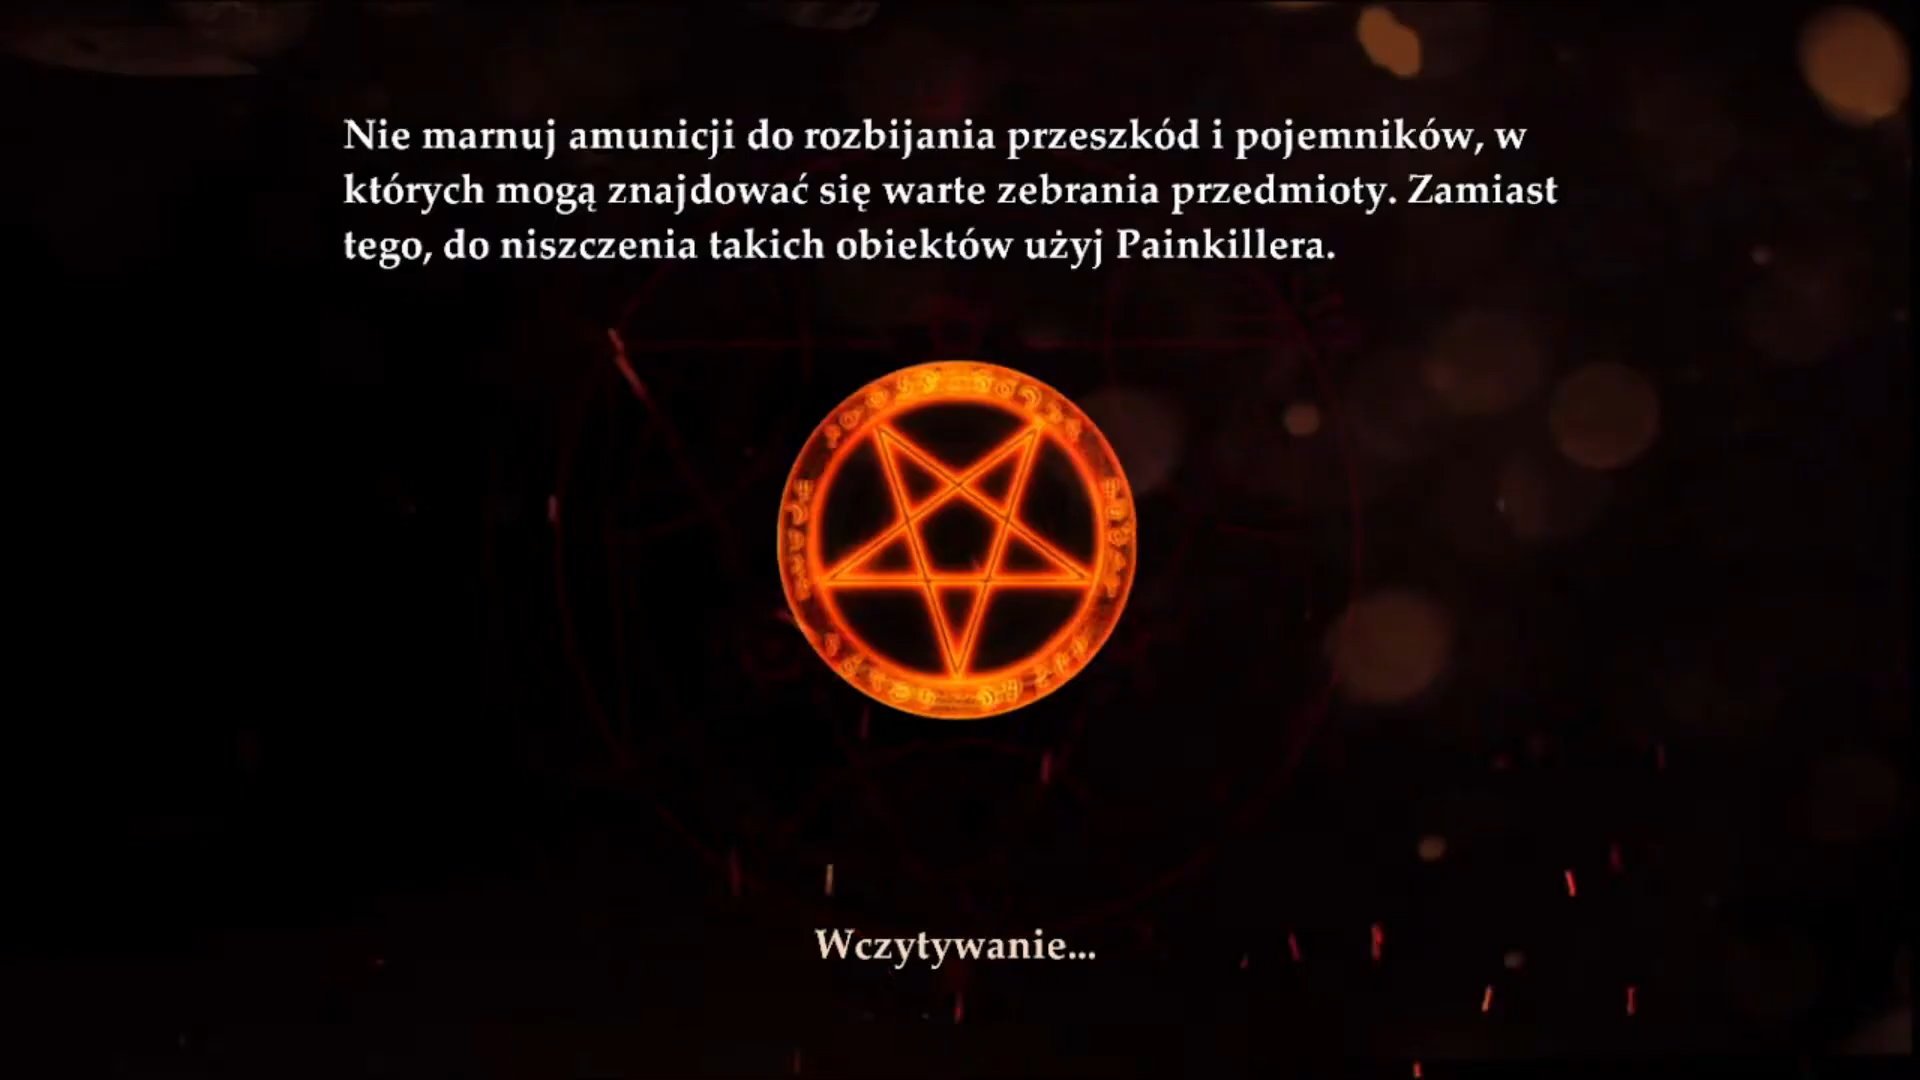 Nie marnuj amunicji do rozbijania przeszkód i pojemników, w
których mogą znajdować się warte zebrania przedmioty. Zamiast
tego, do niszczenia takich obiektów użyj Painkillera.
Wczytywanie...